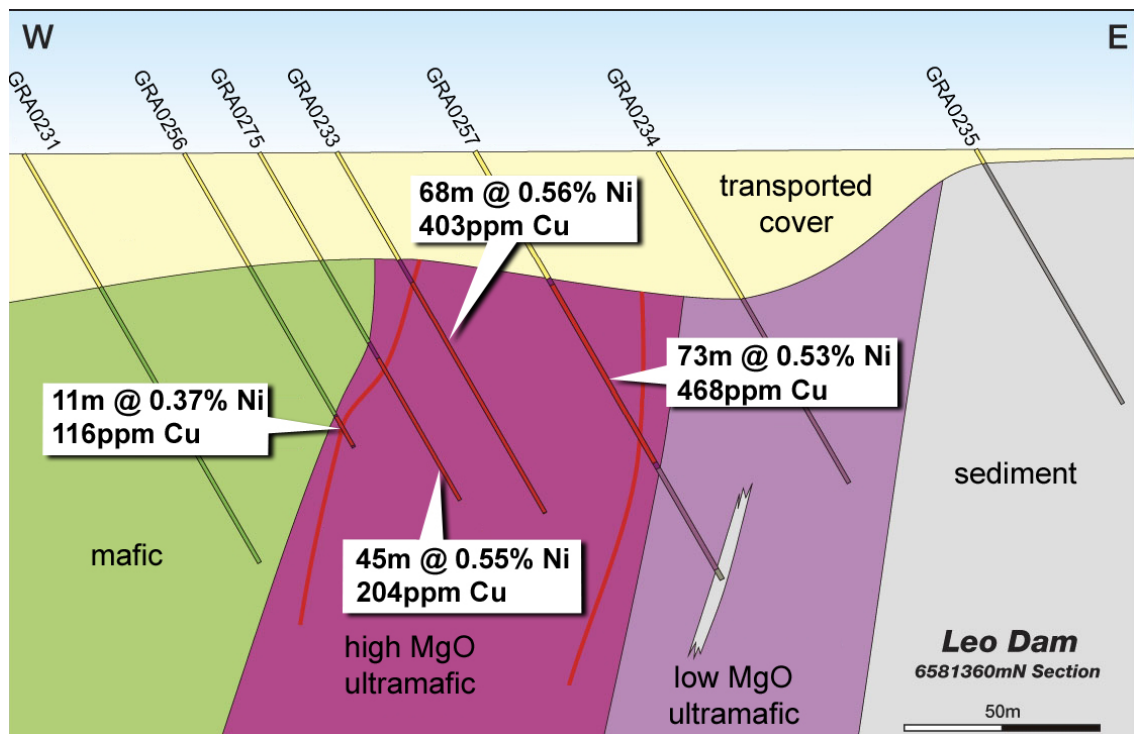 W
E
GRA0231
GRA0256
GRA0275
GRA0233
GRA0257
GRA0234
GRA0235
68m @ 0.56% Ni
403ppm Cu
transported
cover
73m @ 0.53% Ni
468ppm Cu
11m @ 0.37% Ni
116ppm Cu
sediment
mafic
45m @ 0.55% Ni
204ppm Cu
high MgO
ultramafic
low MgO
ultramafic
Leo Dam
6581360mN Section
50m